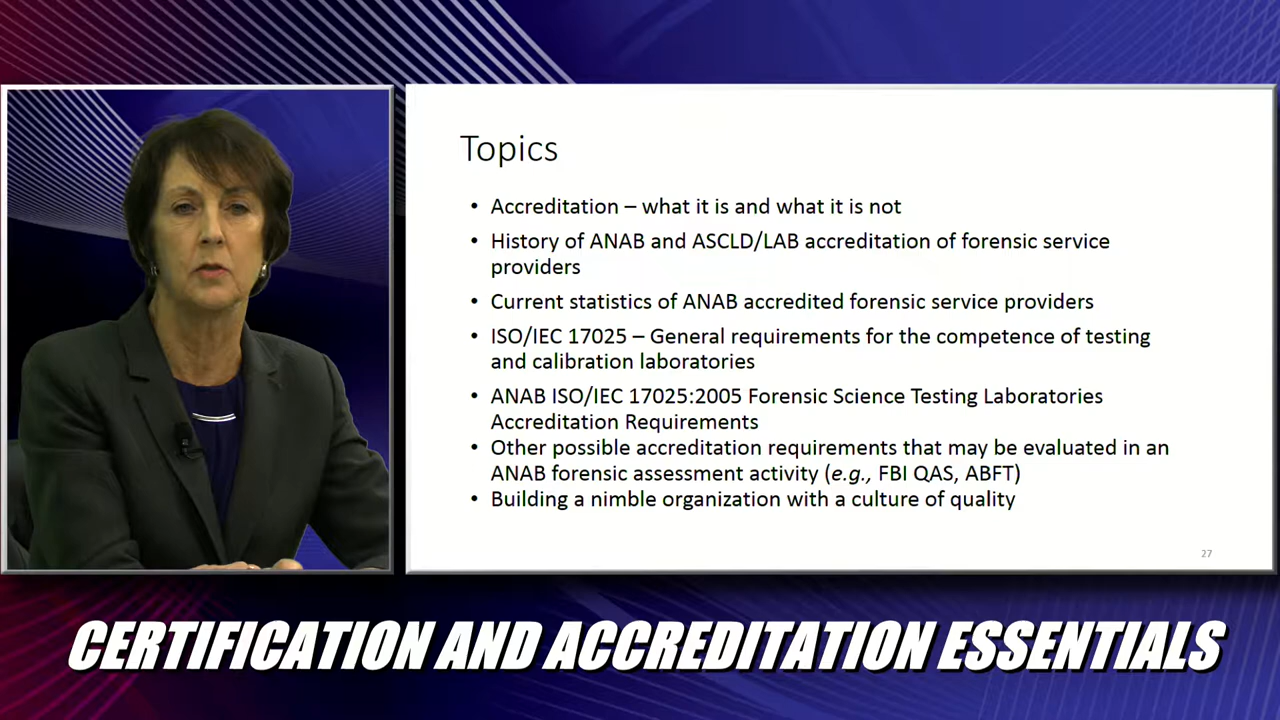 Topics
• Accreditation – what it is and what it is not
• History of ANAB and ASCLD/LAB accreditation of forensic service
providers
• Current statistics of ANAB accredited forensic service providers
• ISO/IEC 17025 – General requirements for the competence of testing
and calibration laboratories
• ANAB ISO/IEC 17025:2005 Forensic Science Testing Laboratories
Accreditation Requirements
• Other possible accreditation requirements that may be evaluated in an
ANAB forensic assessment activity (e.g., FBI QAS, ABFT)
• Building a nimble organization with a culture of quality
27
CERTIFICATION AND ACCREDITATION ESSENTIALS